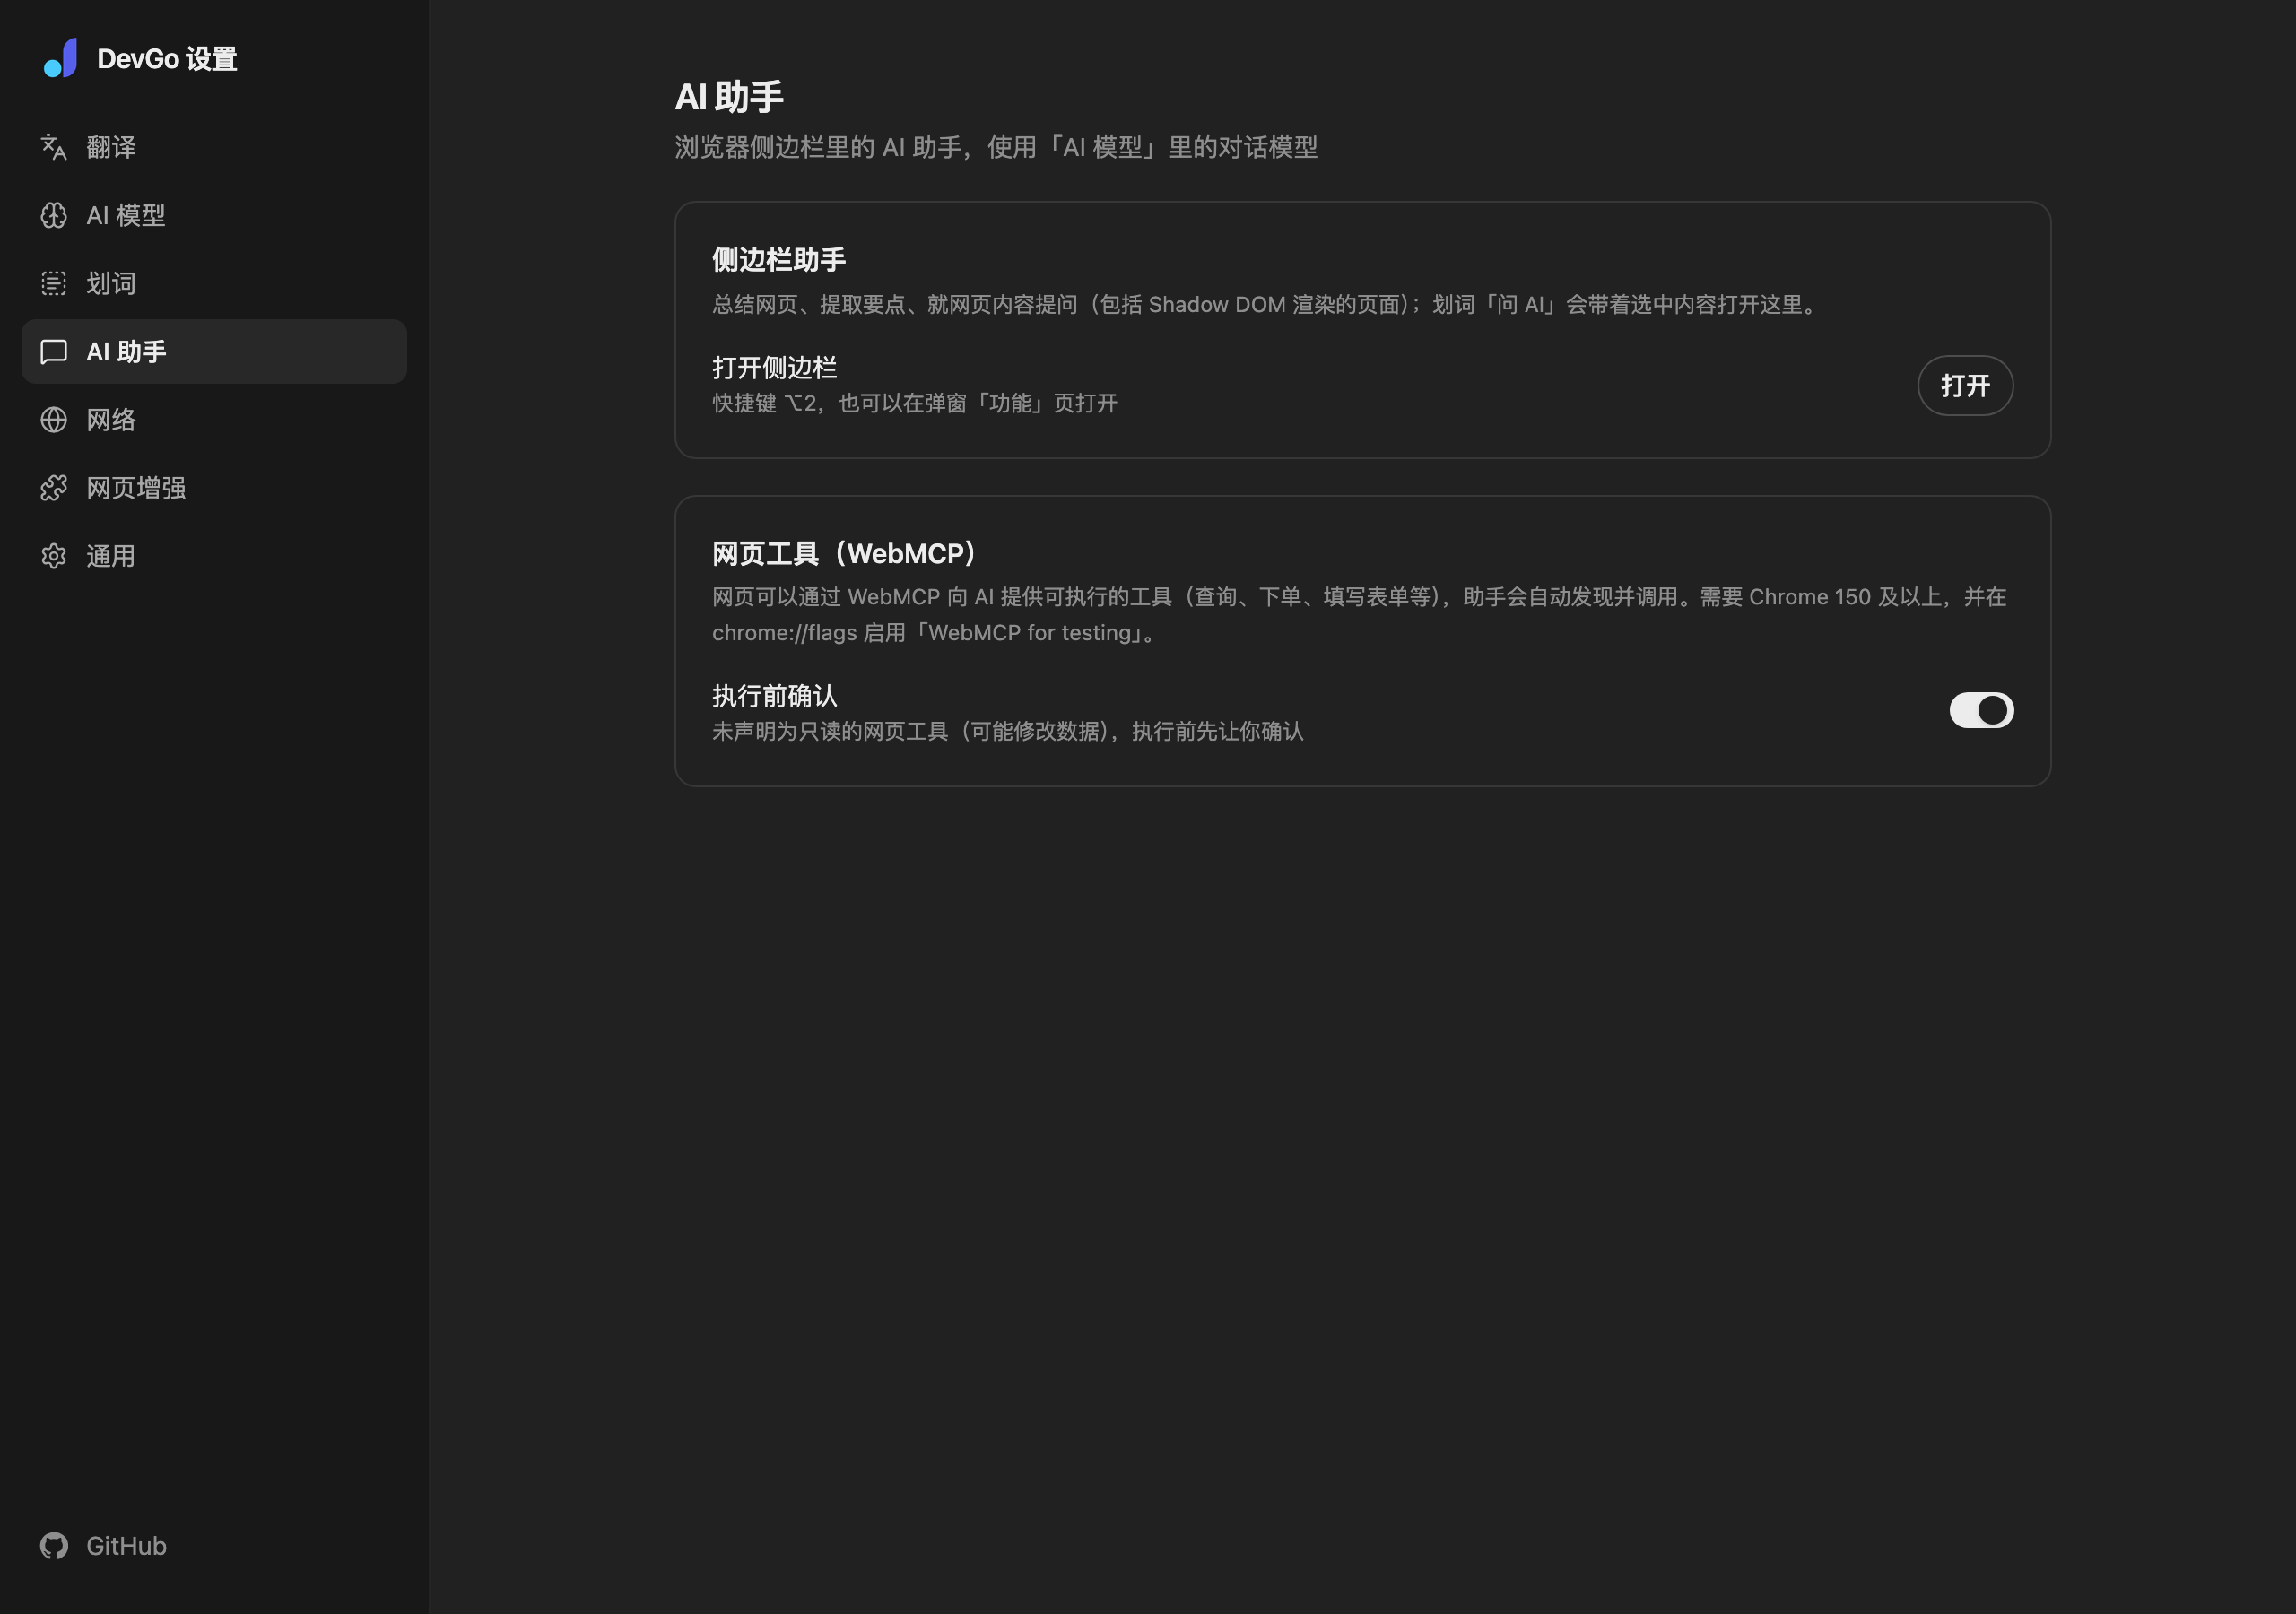 DevGo 设置
翻译
AI 模型
划词
AI 助手
网络
网页增强
通用
GitHub
AI 助手
浏览器侧边栏里的 AI 助手，使用「AI 模型」里的对话模型
侧边栏助手
总结网页、提取要点、就网页内容提问（包括 Shadow DOM 渲染的页面）；划词「问 AI」会带着选中内容打开这里。
打开侧边栏
快捷键 ⌥2，也可以在弹窗「功能」页打开
打开
网页工具（WebMCP）
网页可以通过 WebMCP 向 AI 提供可执行的工具（查询、下单、填写表单等），助手会自动发现并调用。需要 Chrome 150 及以上，并在
chrome://flags 启用「WebMCP for testing」。
执行前确认
未声明为只读的网页工具（可能修改数据），执行前先让你确认